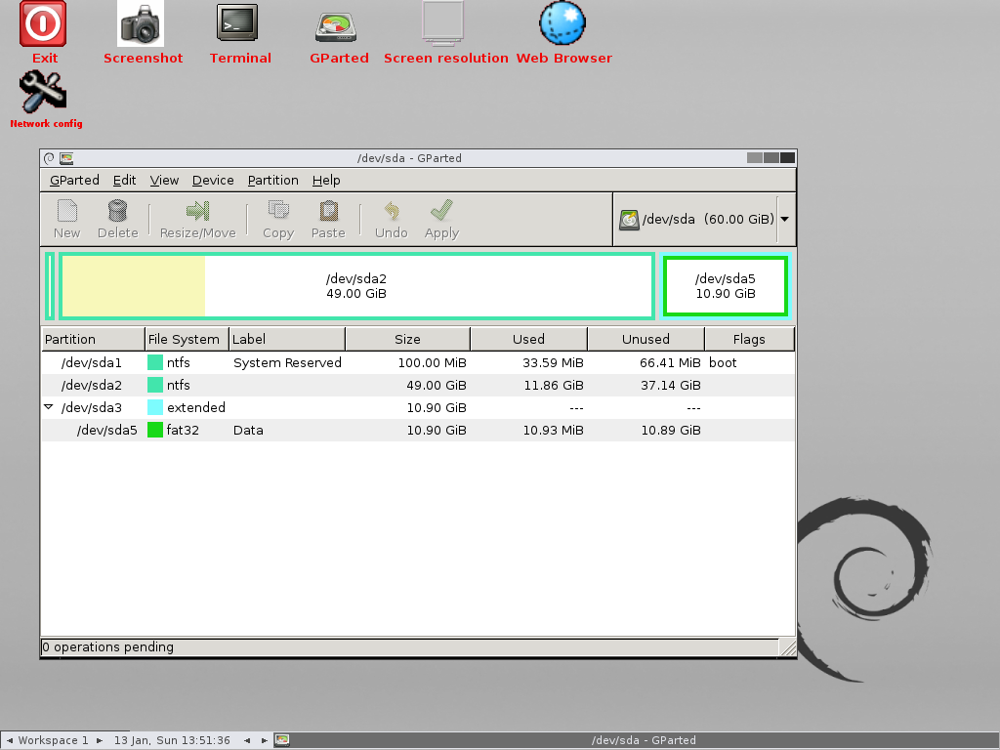 Exit
Screenshot
Terminal
GParted
Screen resolution
Web Browser
Network config
/dev/sda - GParted
GParted Edit View Device Partition Help
New Delete Resize/Move Copy Paste Undo Apply
/dev/sda (60.00 GiB)
/dev/sda2
49.00 GiB
/dev/sda5
10.90 GiB
Partition File System Label Size Used Unused Flags
/dev/sda1 ntfs System Reserved 100.00 MiB 33.59 MiB 66.41 MiB boot
/dev/sda2 ntfs 49.00 GiB 11.86 GiB 37.14 GiB
/dev/sda3 extended 10.90 GiB --- ---
/dev/sda5 fat32 Data 10.90 GiB 10.93 MiB 10.89 GiB
0 operations pending
Workspace 1 13 Jan, Sun 13:51:36 /dev/sda - GParted